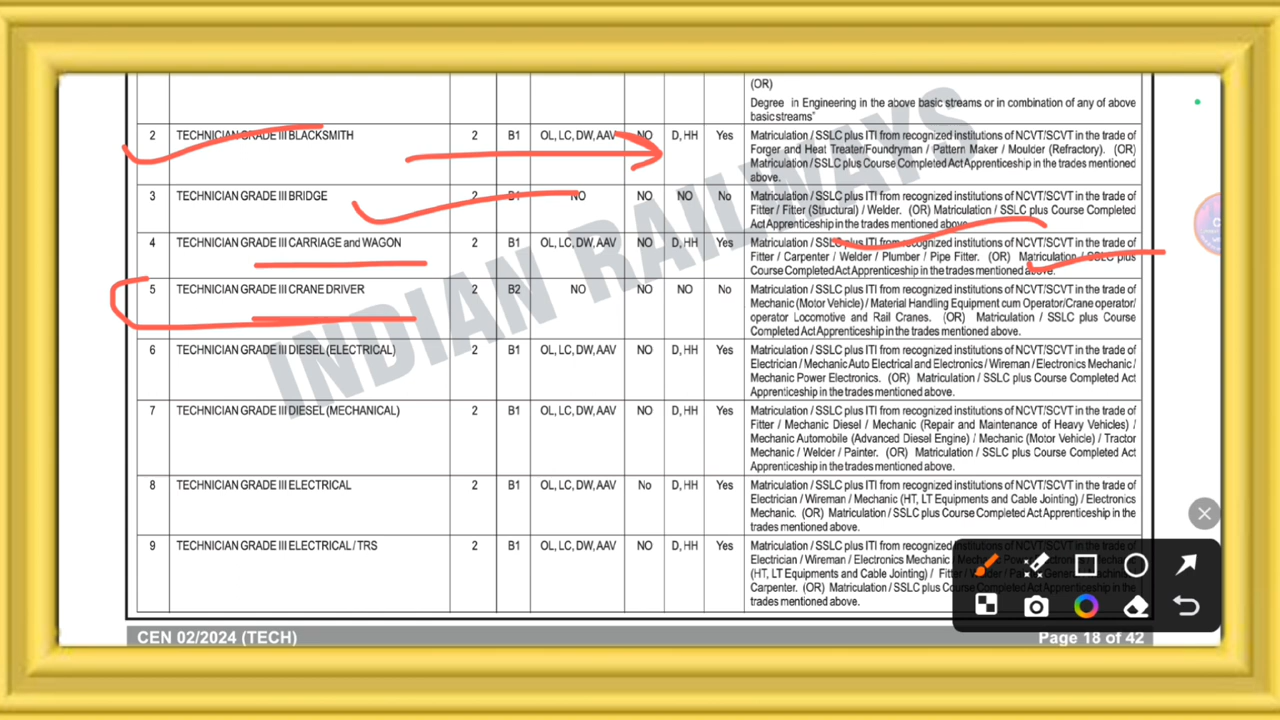 (OR)
Degree in Engineering in the above basic streams or in combination of any of above
basic streams"
2 TECHNICIAN GRADE III BLACKSMITH 2 B1 OL, LC, DW, AAV NO D, HH Yes Matriculation / SSLC plus ITI from recognized institutions of NCVT/SCVT in the trade of
Forger and Heat Treater/Foundryman / Pattern Maker / Moulder (Refractory). (OR)
Matriculation / SSLC plus Course Completed Act Apprenticeship in the trades mentioned
above.
3 TECHNICIAN GRADE III BRIDGE 2 B1 NO NO NO No Matriculation / SSLC plus ITI from recognized institutions of NCVT/SCVT in the trade of
Fitter / Fitter (Structural) / Welder. (OR) Matriculation / SSLC plus Course Completed
Act Apprenticeship in the trades mentioned above.
4 TECHNICIAN GRADE III CARRIAGE and WAGON 2 B1 OL, LC, DW, AAV NO D, HH Yes Matriculation / SSLC plus ITI from recognized institutions of NCVT/SCVT in the trade of
Fitter / Carpenter / Welder / Plumber / Pipe Fitter. (OR) Matriculation / SSLC plus
Course Completed Act Apprenticeship in the trades mentioned above.
5 TECHNICIAN GRADE III CRANE DRIVER 2 B2 NO NO NO No Matriculation / SSLC plus ITI from recognized institutions of NCVT/SCVT in the trade of
Mechanic (Motor Vehicle) / Material Handling Equipment cum Operator/Crane operator/
operator Locomotive and Rail Cranes. (OR) Matriculation / SSLC plus Course
Completed Act Apprenticeship in the trades mentioned above.
6 TECHNICIAN GRADE III DIESEL (ELECTRICAL) 2 B1 OL, LC, DW, AAV NO D, HH Yes Matriculation / SSLC plus ITI from recognized institutions of NCVT/SCVT in the trade of
Electrician / Mechanic Auto Electrical and Electronics / Wireman / Electronics Mechanic /
Mechanic Power Electronics. (OR) Matriculation / SSLC plus Course Completed Act
Apprenticeship in the trades mentioned above.
7 TECHNICIAN GRADE III DIESEL (MECHANICAL) 2 B1 OL, LC, DW, AAV NO D, HH Yes Matriculation / SSLC plus ITI from recognized institutions of NCVT/SCVT in the trade of
Fitter / Mechanic Diesel / Mechanic (Repair and Maintenance of Heavy Vehicles) /
Mechanic Automobile (Advanced Diesel Engine) / Mechanic (Motor Vehicle) / Tractor
Mechanic / Welder / Painter. (OR) Matriculation / SSLC plus Course Completed Act
Apprenticeship in the trades mentioned above.
8 TECHNICIAN GRADE III ELECTRICAL 2 B1 OL, LC, DW, AAV No D, HH Yes Matriculation / SSLC plus ITI from recognized institutions of NCVT/SCVT in the trade of
Electrician / Wireman / Mechanic (HT, LT Equipments and Cable Jointing) / Electronics
Mechanic. (OR) Matriculation / SSLC plus Course Completed Act Apprenticeship in the
trades mentioned above.
9 TECHNICIAN GRADE III ELECTRICAL / TRS 2 B1 OL, LC, DW, AAV NO D, HH Yes Matriculation / SSLC plus ITI from recognized institutions of NCVT/SCVT in the trade of
Electrician / Wireman / Electronics Mechanic
(HT, LT Equipments and Cable Jointing) / Fitter
Carpenter. (OR) Matriculation / SSLC plus Course Completed Act Apprenticeship in the
trades mentioned above.
INDIAN RAILWAYS
CEN 02/2024 (TECH) Page 18 of 42